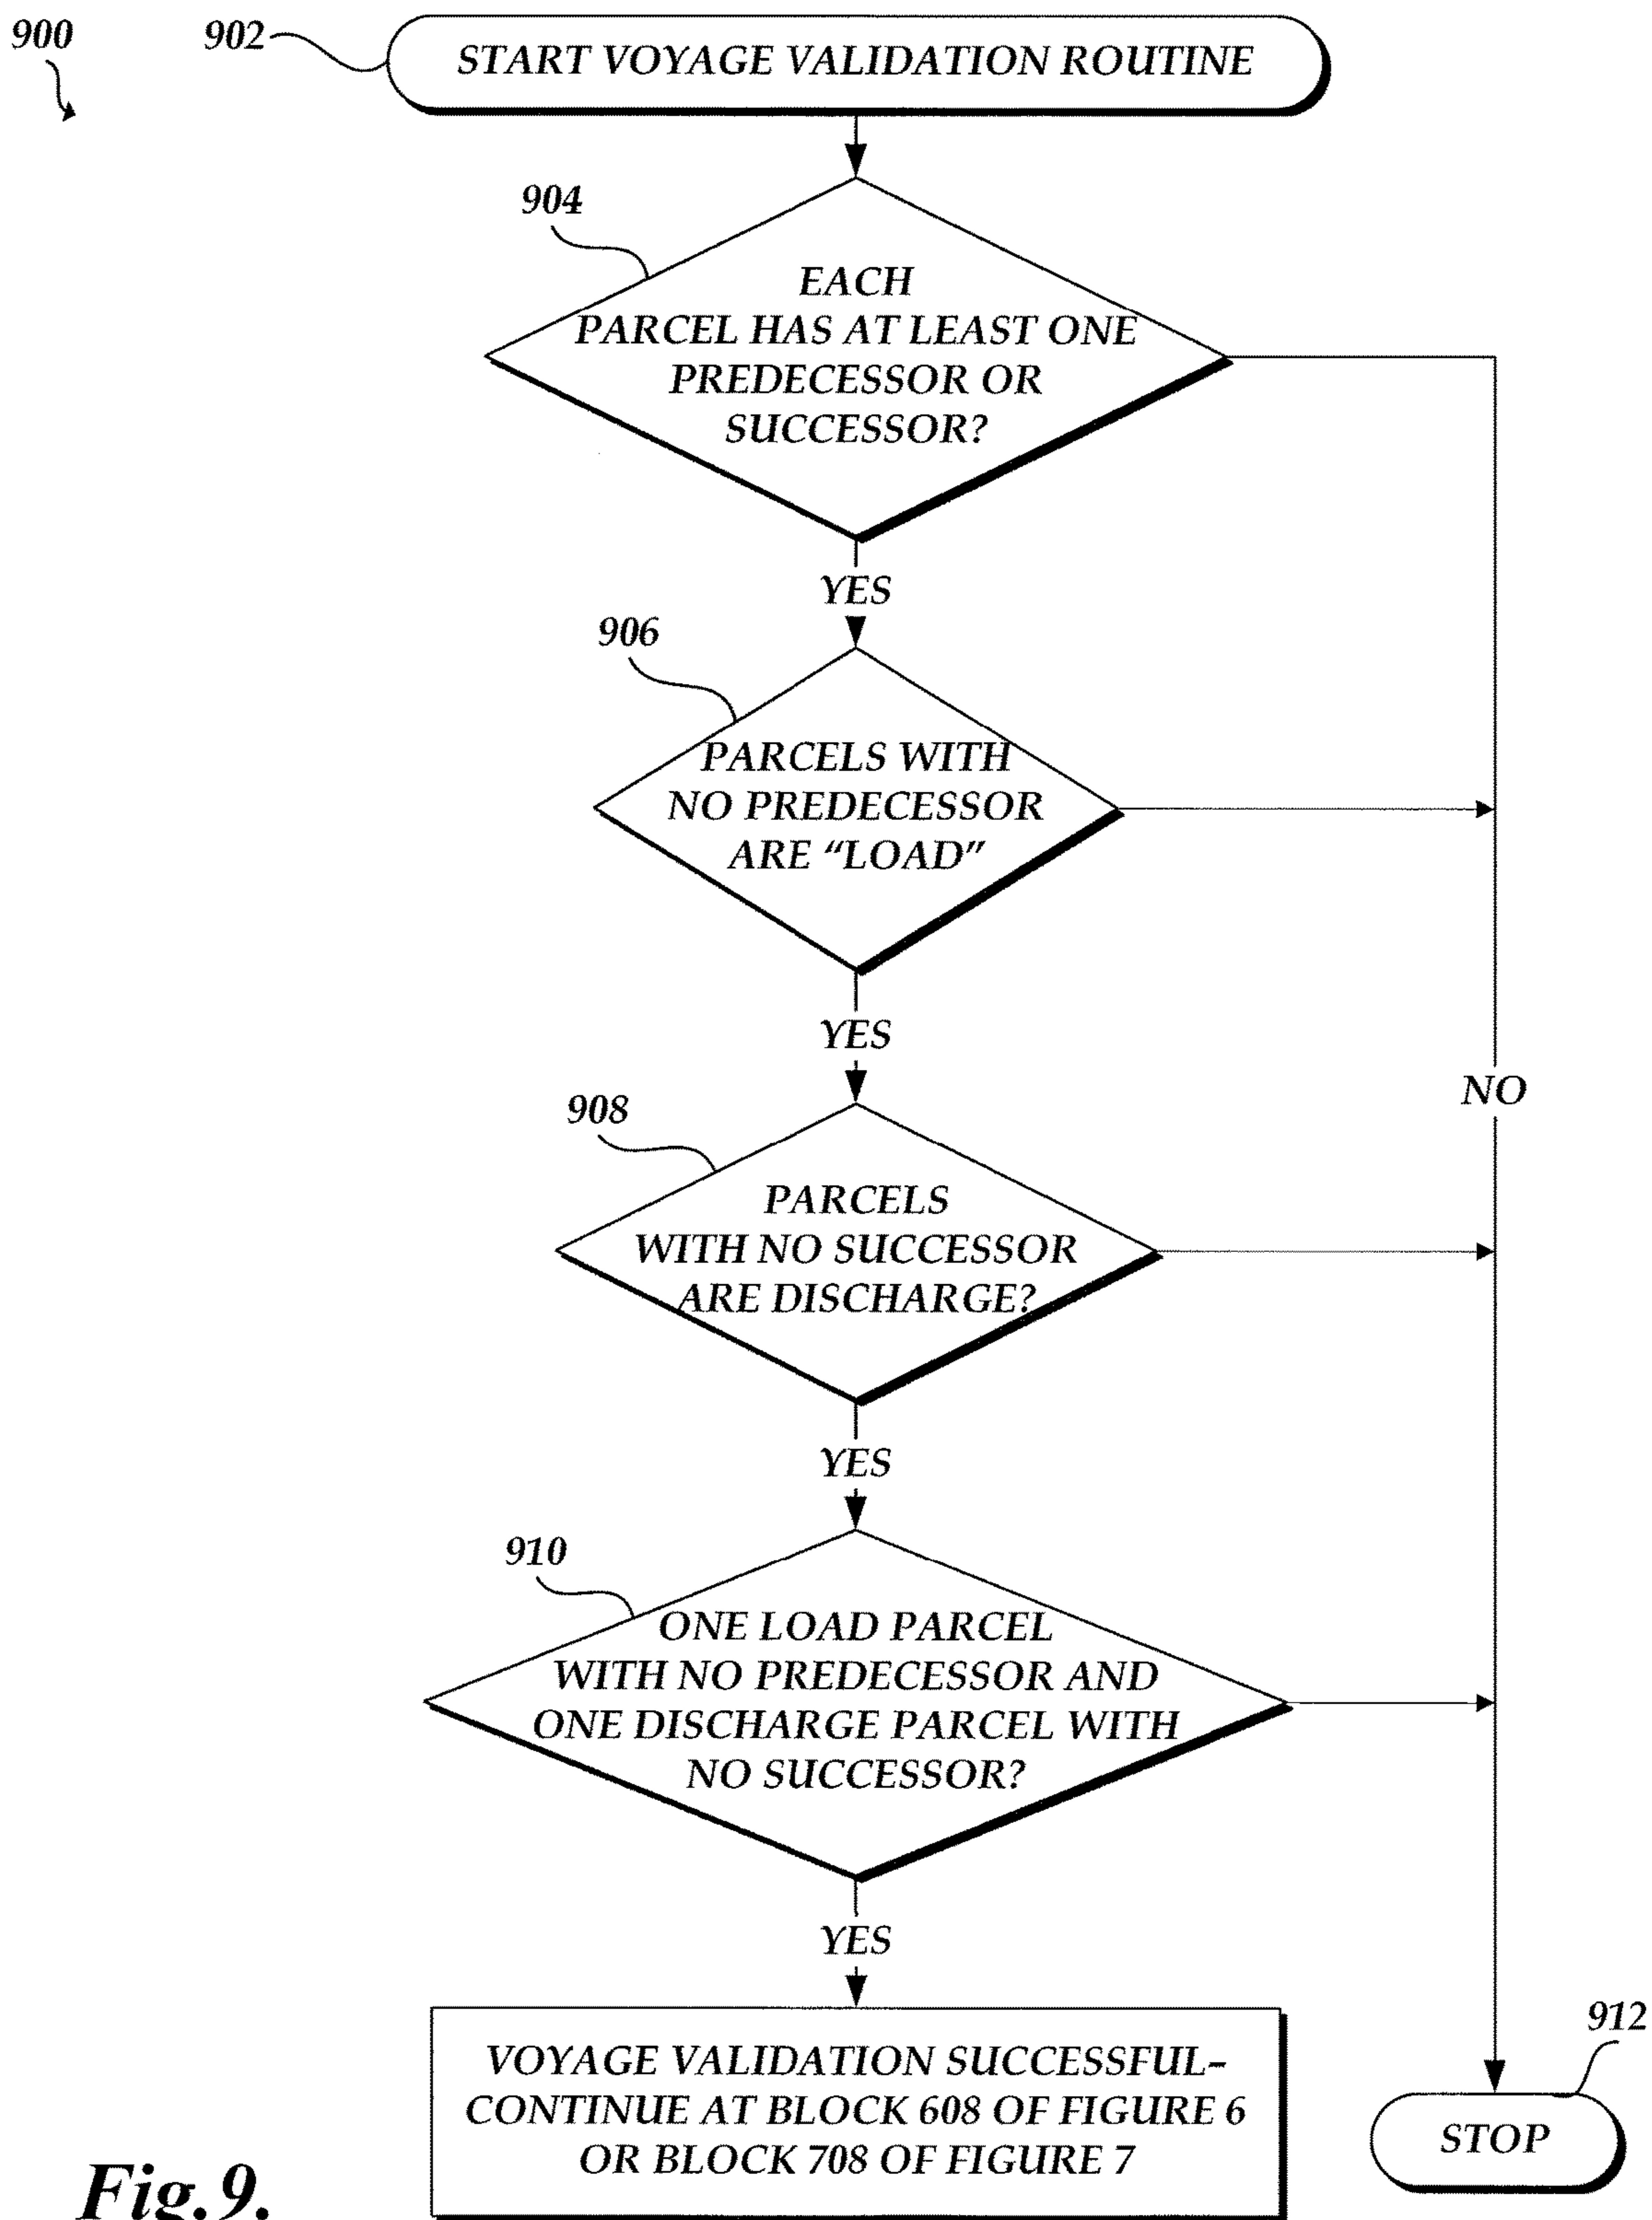 900
902
START VOYAGE VALIDATION ROUTINE
904
EACH
PARCEL HAS AT LEAST ONE
PREDECESSOR OR
SUCCESSOR?
YES
906
PARCELS WITH
NO PREDECESSOR
ARE “LOAD”
YES
NO
908
PARCELS
WITH NO SUCCESSOR
ARE DISCHARGE?
YES
910
ONE LOAD PARCEL
WITH NO PREDECESSOR AND
ONE DISCHARGE PARCEL WITH
NO SUCCESSOR?
YES
VOYAGE VALIDATION SUCCESSFUL–
CONTINUE AT BLOCK 608 OF FIGURE 6
OR BLOCK 708 OF FIGURE 7
912
STOP
Fig.9.